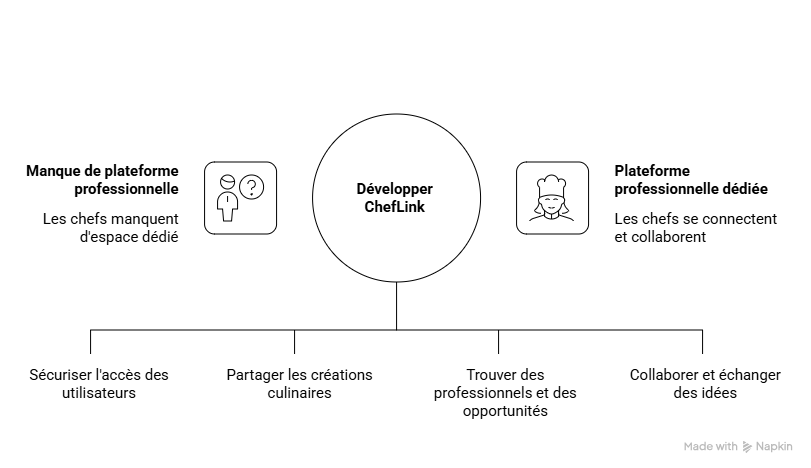 Manque de plateforme
professionnelle
Les chefs manquent
d'espace dédié
?
Développer
ChefLink
Plateforme
professionnelle dédiée
Les chefs se connectent
et collaborent
Sécuriser l'accès des
utilisateurs
Partager les créations
culinaires
Trouver des
professionnels et des
opportunités
Collaborer et échanger
des idées
Made with Napkin